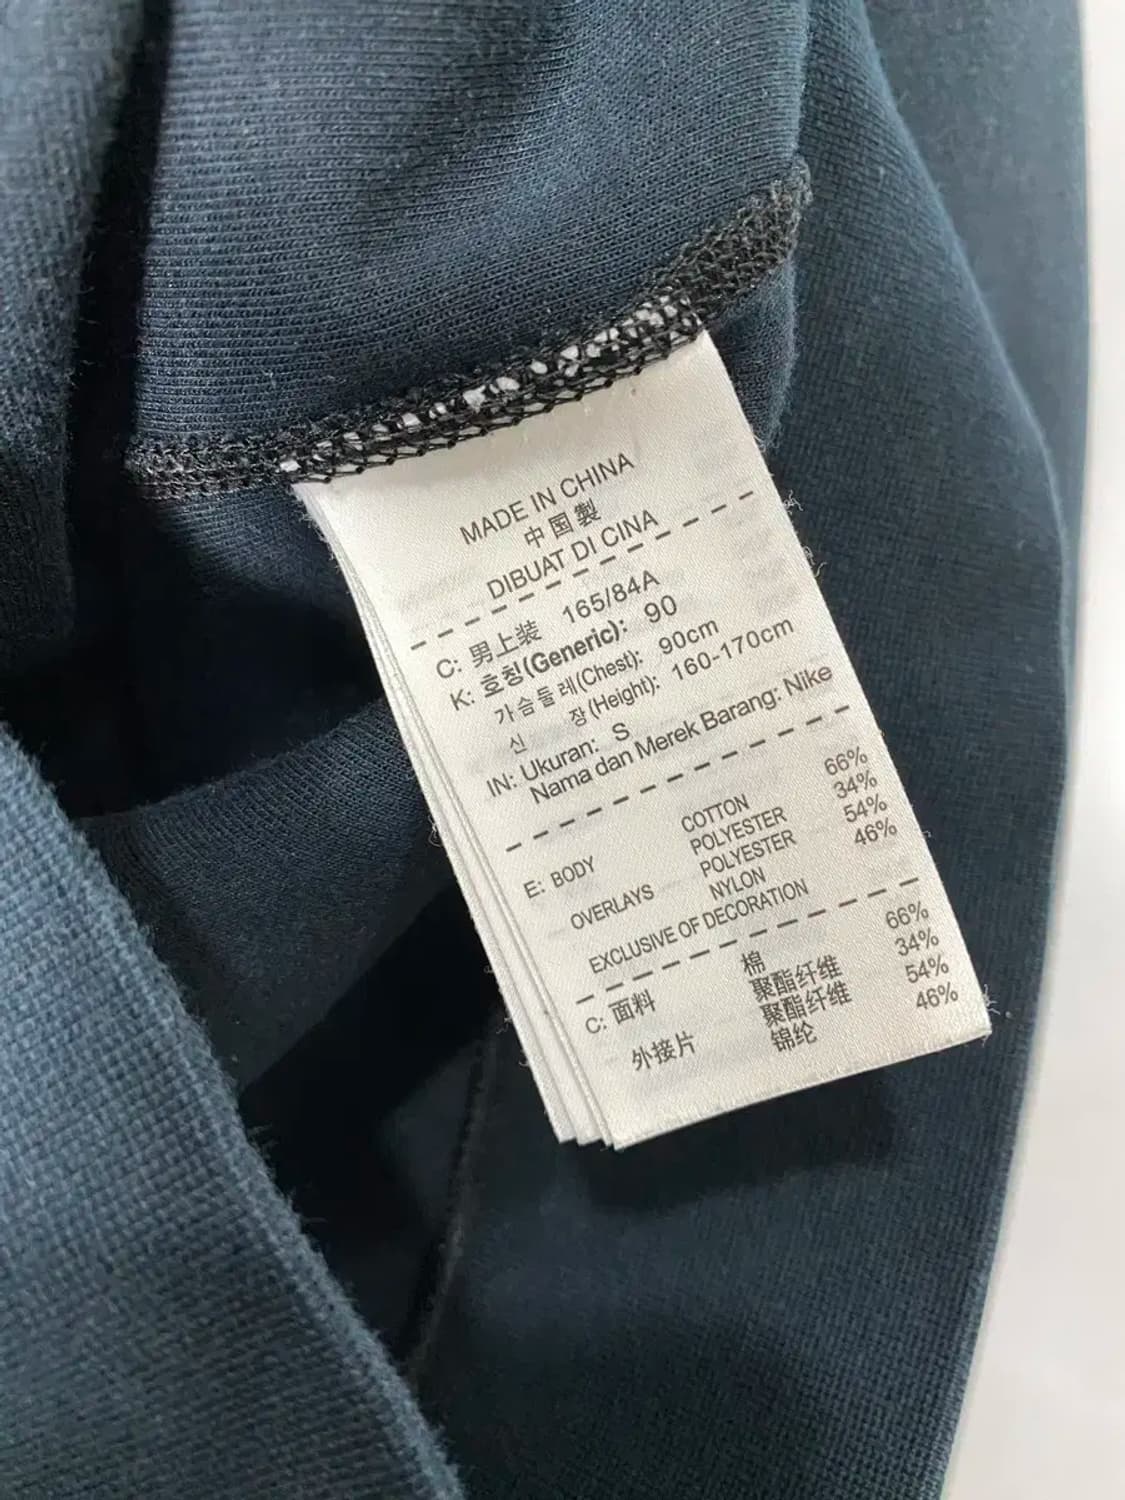 MADE IN CHINA
中国製
DIBUAT DI CINA
C: 男上装 165/84A
K: 호칭(Generic): 90
가슴둘레(Chest): 90cm
신 장(Height): 160-170cm
IN: Ukuran: S
Nama dan Merek Barang: Nike
E: BODY COTTON 66%
POLYESTER 34%
OVERLAYS POLYESTER 54%
NYLON 46%
EXCLUSIVE OF DECORATION
C: 面料 棉 66%
聚酯纤维 34%
外接片 聚酯纤维 54%
锦纶 46%